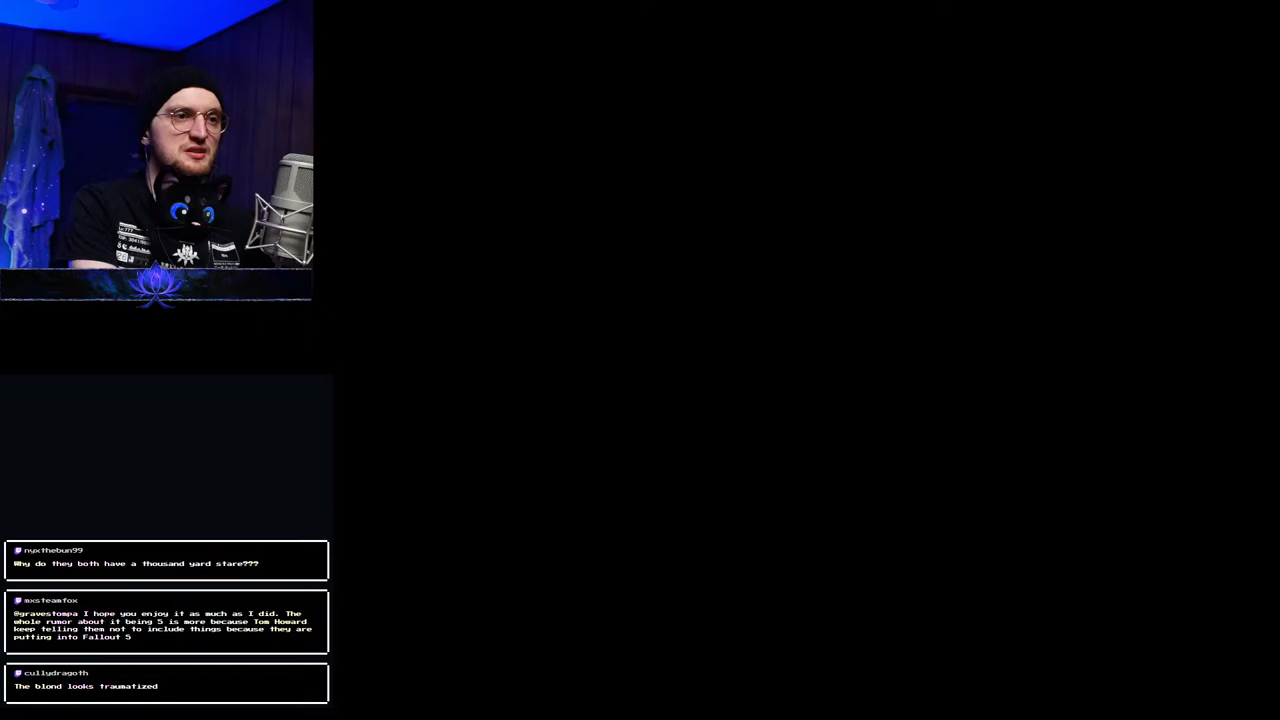 nyxthebun99
Why do they both have a thousand yard stare???
mxsteamfox
@gravestompa I hope you enjoy it as much as I did. The
whole rumor about it being 5 is more because Tom Howard
keep telling them not to include things because they are
putting into Fallout 5
cullydragoth
The blond looks traumatized